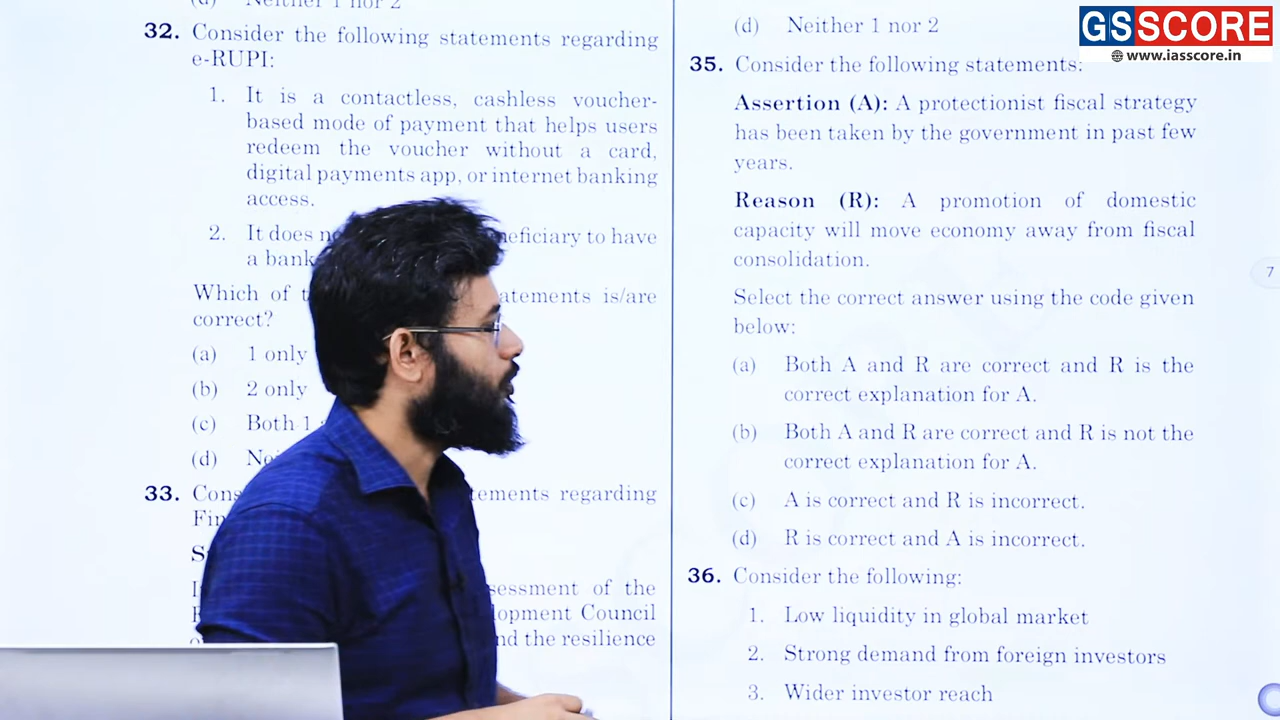 (d) Neither 1 nor 2
32. Consider the following statements regarding
e-RUPI:
1. It is a contactless, cashless voucher-
based mode of payment that helps users
redeem the voucher without a card,
digital payments app, or internet banking
access.
2. It does neficiary to have
a bank
Which of atements is/are
correct?
(a) 1 only
(b) 2 only
(c) Both 1
(d)
33. tements regarding
sessment of the
lopment Council
nd the resilience
(d) Neither 1 nor 2
35. Consider the following statements:
Assertion (A): A protectionist fiscal strategy
has been taken by the government in past few
years.
Reason (R): A promotion of domestic
capacity will move economy away from fiscal
consolidation.
Select the correct answer using the code given
below:
(a) Both A and R are correct and R is the
correct explanation for A.
(b) Both A and R are correct and R is not the
correct explanation for A.
(c) A is correct and R is incorrect.
(d) R is correct and A is incorrect.
36. Consider the following:
1. Low liquidity in global market
2. Strong demand from foreign investors
3. Wider investor reach
GSSCORE
www.iasscore.in
7